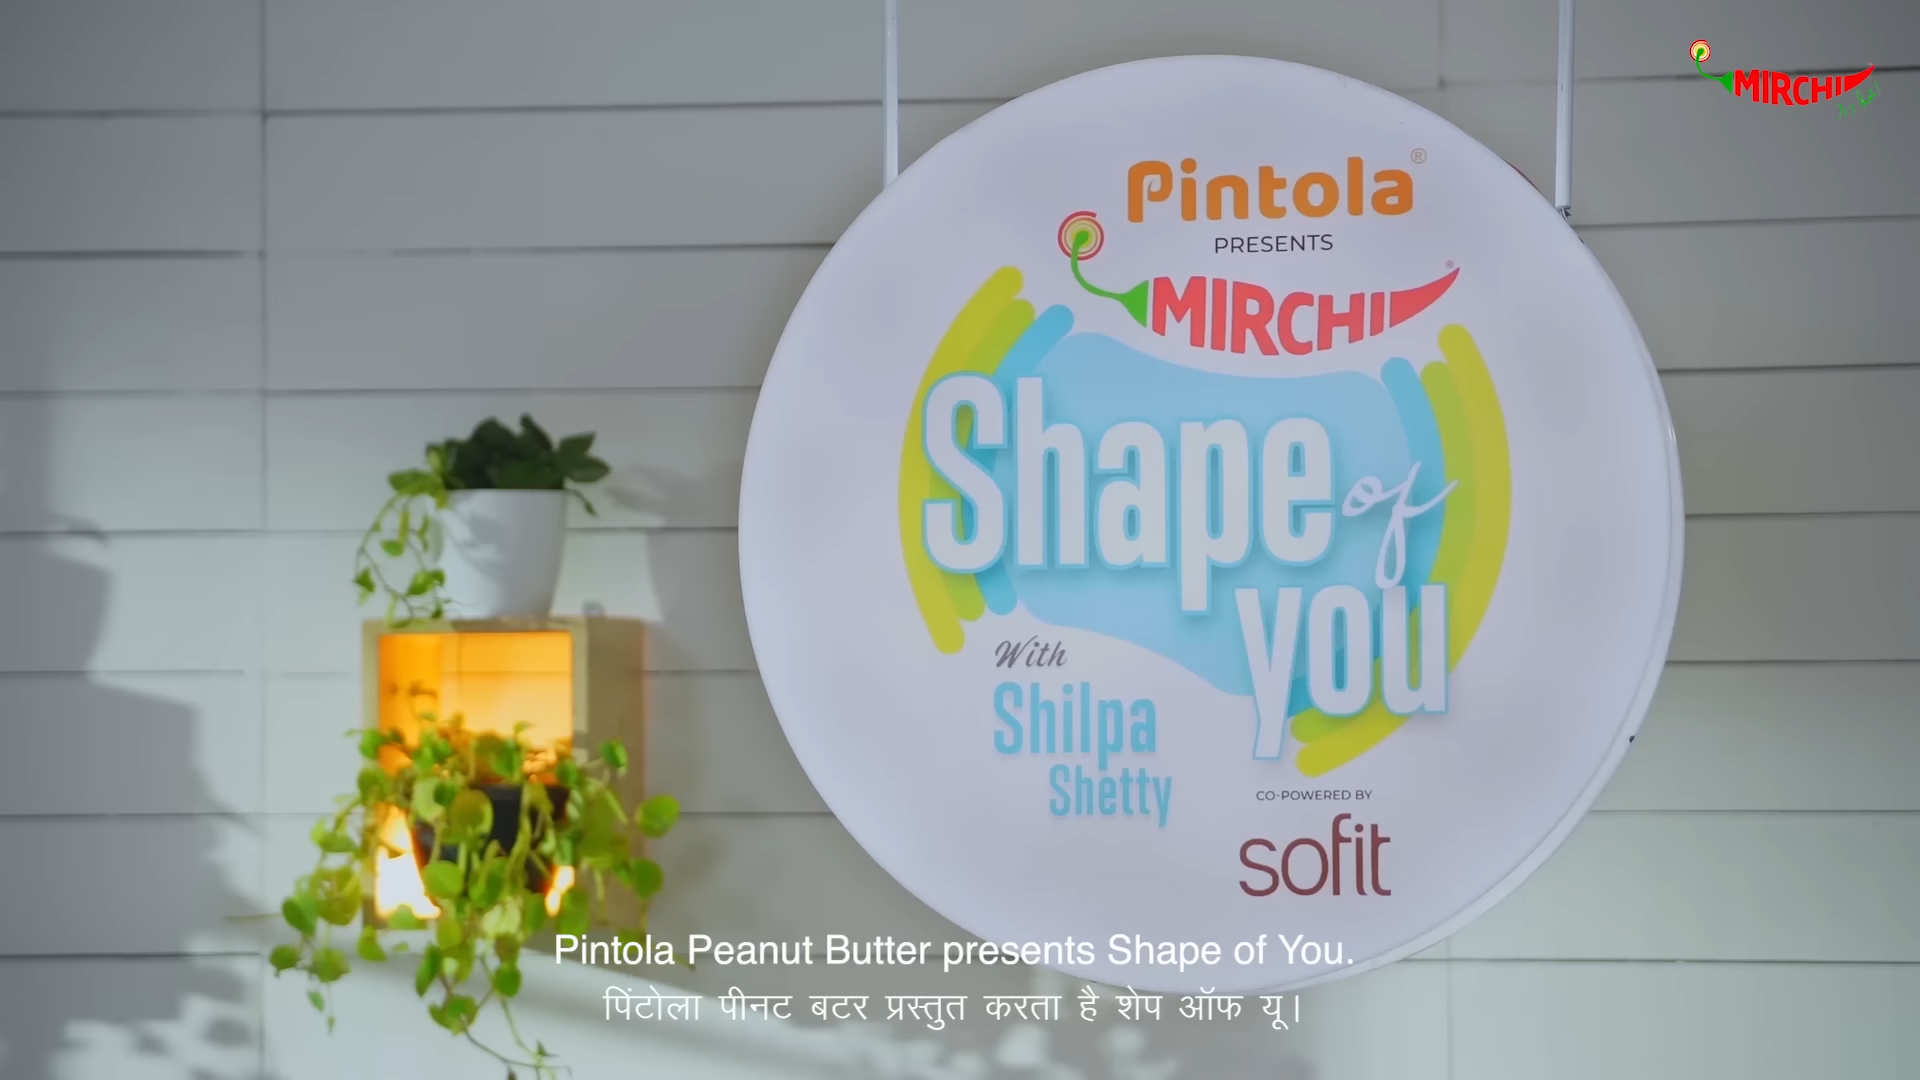 MIRCHI
Pintola®
PRESENTS
MIRCHI
Shape of
you
With
Shilpa
Shetty
CO-POWERED BY
sofit
Pintola Peanut Butter presents Shape of You.
पिंटोला पीनट बटर प्रस्तुत करता है शेप ऑफ यू।